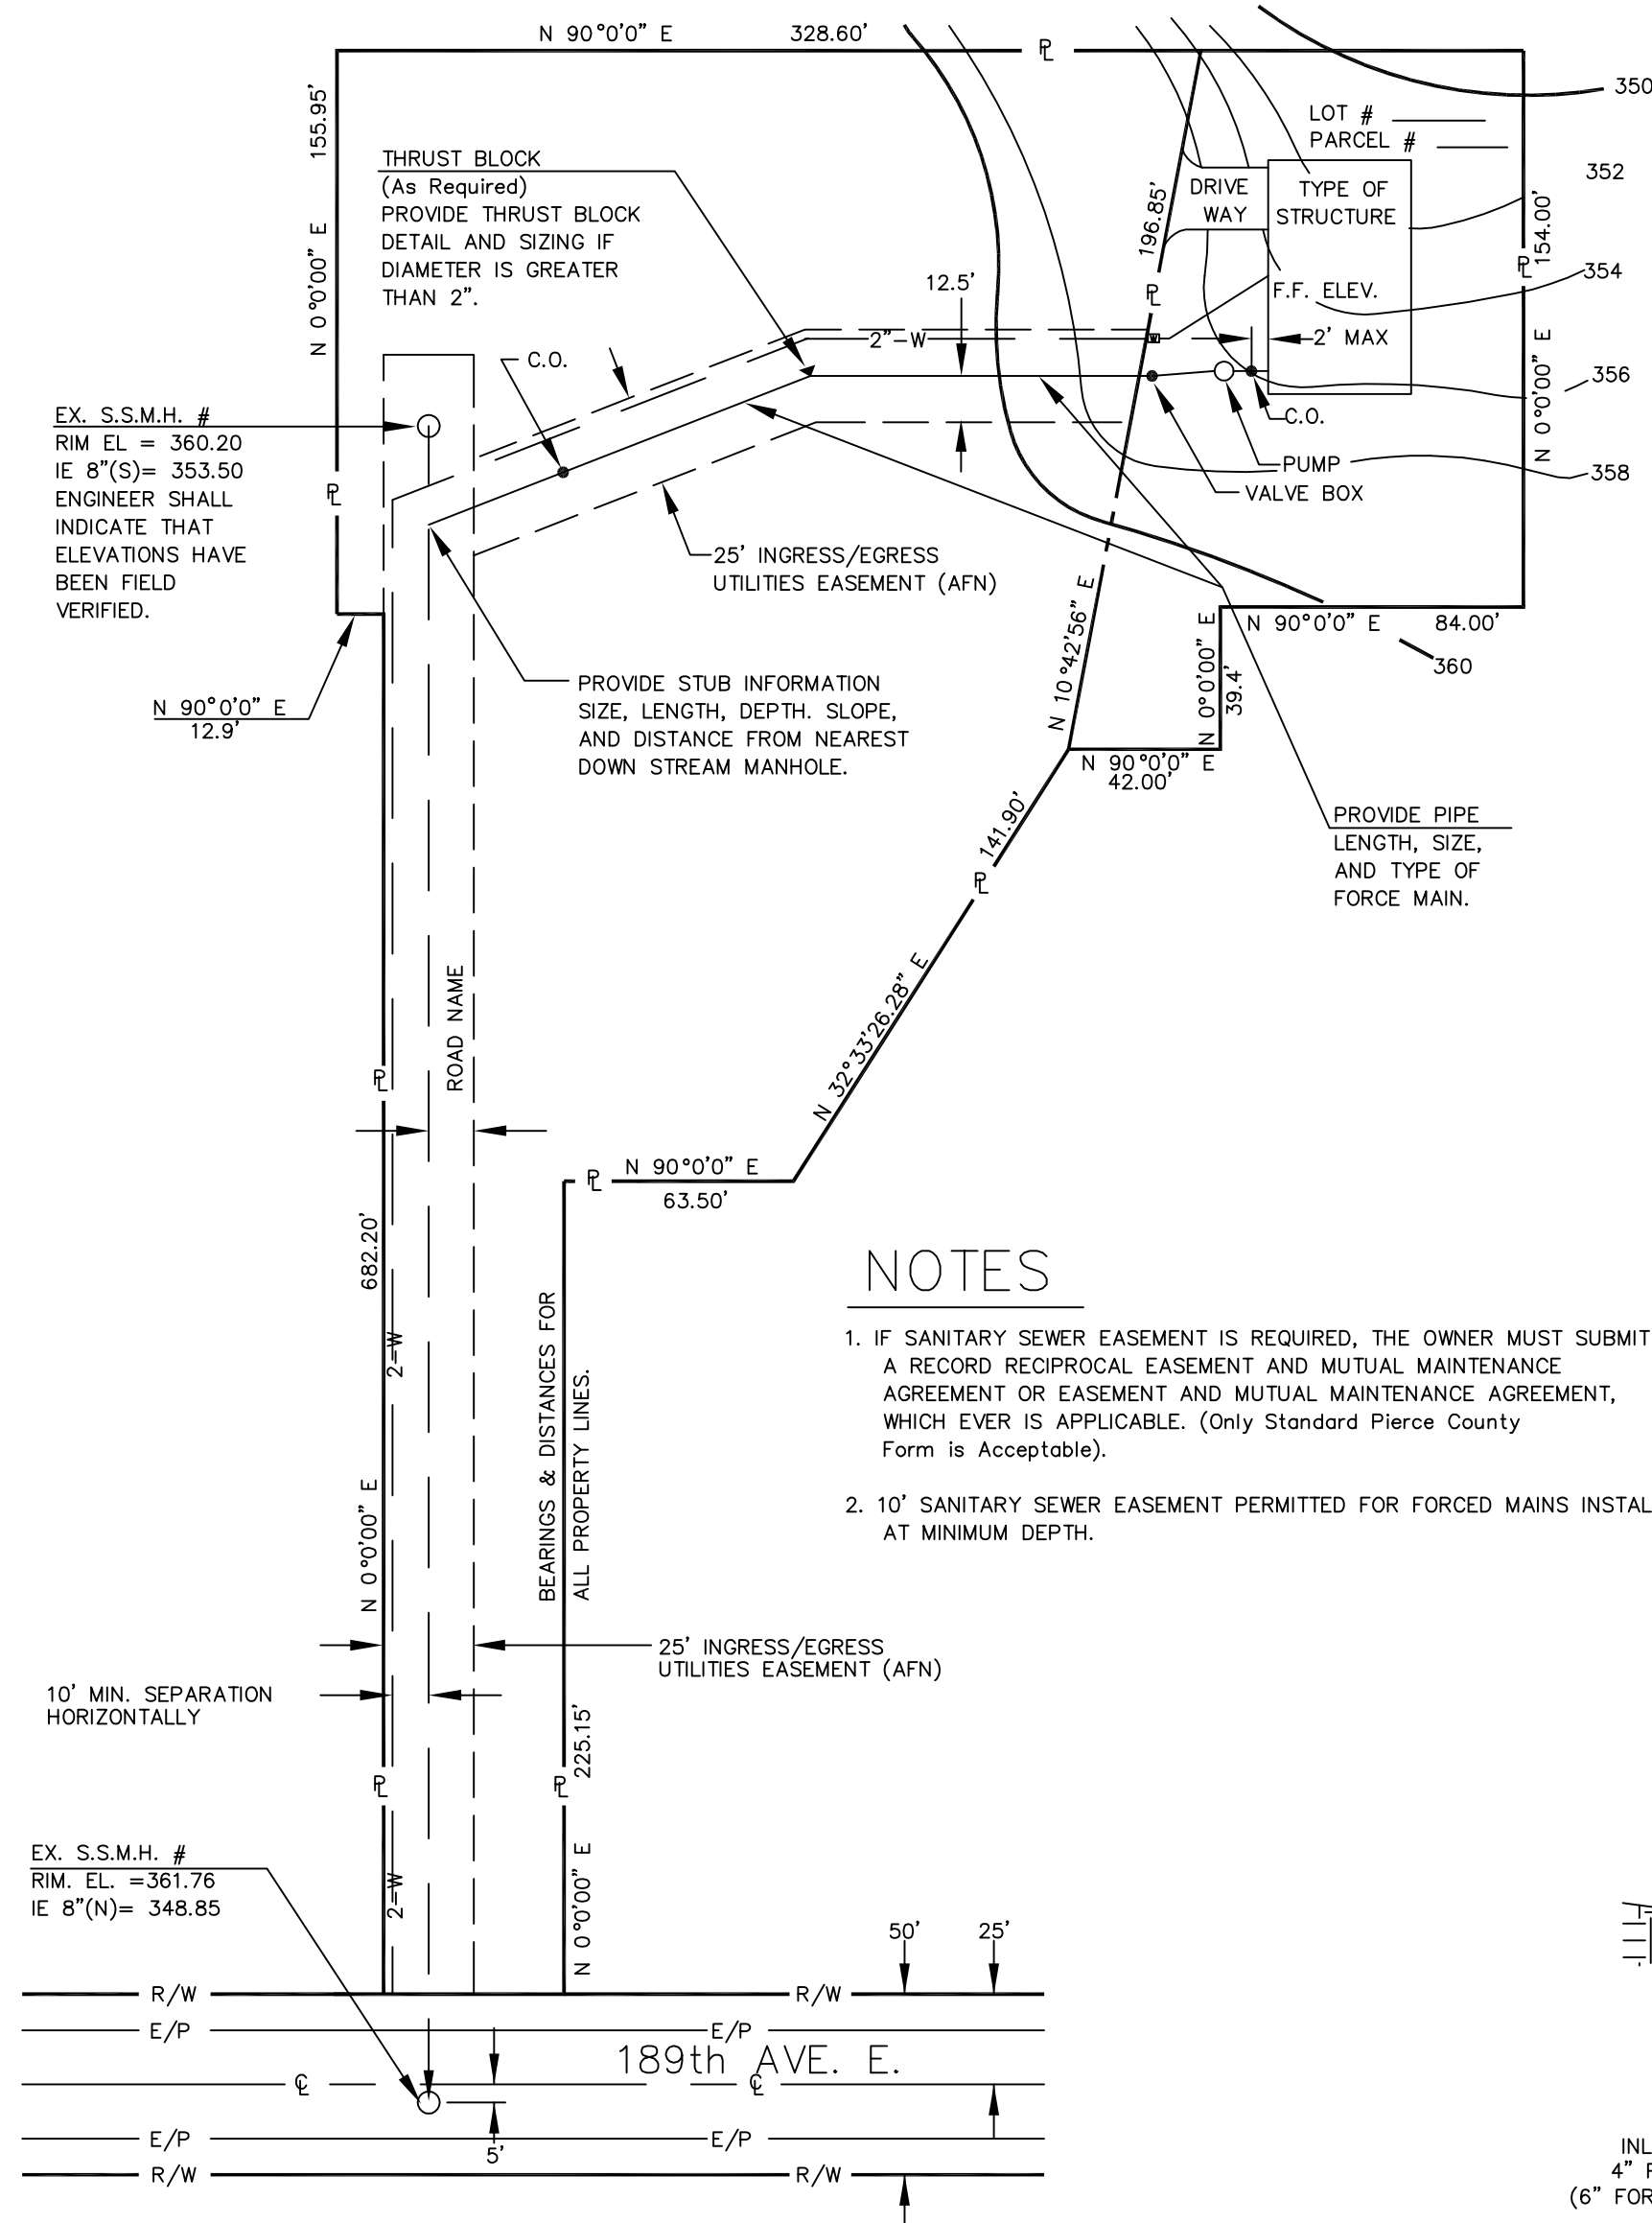 N 90°0'0" E 328.60'
350
155.95'
N 0°0'00" E
LOT #
PARCEL #
THRUST BLOCK
(As Required)
PROVIDE THRUST BLOCK
DETAIL AND SIZING IF
DIAMETER IS GREATER
THAN 2".
DRIVE
WAY
TYPE OF
STRUCTURE
352
196.85'
154.00'
12.5'
F.F. ELEV.
354
2"-W
2' MAX
C.O.
356
C.O.
N 0°0'00" E
EX. S.S.M.H. #
RIM EL = 360.20
IE 8"(S)= 353.50
ENGINEER SHALL
INDICATE THAT
ELEVATIONS HAVE
BEEN FIELD
VERIFIED.
PUMP
358
VALVE BOX
25' INGRESS/EGRESS
UTILITIES EASEMENT (AFN)
N 10°42'56" E
N 90°0'0" E 84.00'
360
N 0°0'00" E
39.4'
N 90°0'0" E
12.9'
PROVIDE STUB INFORMATION
SIZE, LENGTH, DEPTH. SLOPE,
AND DISTANCE FROM NEAREST
DOWN STREAM MANHOLE.
N 90°0'0" E
42.00'
141.90'
PROVIDE PIPE
LENGTH, SIZE,
AND TYPE OF
FORCE MAIN.
N 32°33'26.28" E
ROAD NAME
N 90°0'0" E
63.50'
682.20'
N 0°0'00" E
2-W
BEARINGS & DISTANCES FOR
ALL PROPERTY LINES.
NOTES
1. IF SANITARY SEWER EASEMENT IS REQUIRED, THE OWNER MUST SUBMIT
A RECORD RECIPROCAL EASEMENT AND MUTUAL MAINTENANCE
AGREEMENT OR EASEMENT AND MUTUAL MAINTENANCE AGREEMENT,
WHICH EVER IS APPLICABLE. (Only Standard Pierce County
Form is Acceptable).
2. 10' SANITARY SEWER EASEMENT PERMITTED FOR FORCED MAINS INSTAL
AT MINIMUM DEPTH.
25' INGRESS/EGRESS
UTILITIES EASEMENT (AFN)
10' MIN. SEPARATION
HORIZONTALLY
225.15'
N 0°0'00" E
EX. S.S.M.H. #
RIM. EL. =361.76
IE 8"(N)= 348.85
2-W
50' 25'
R/W R/W
E/P E/P
189th AVE. E.
E/P E/P
5'
R/W R/W
INL
4" F
(6" FOR